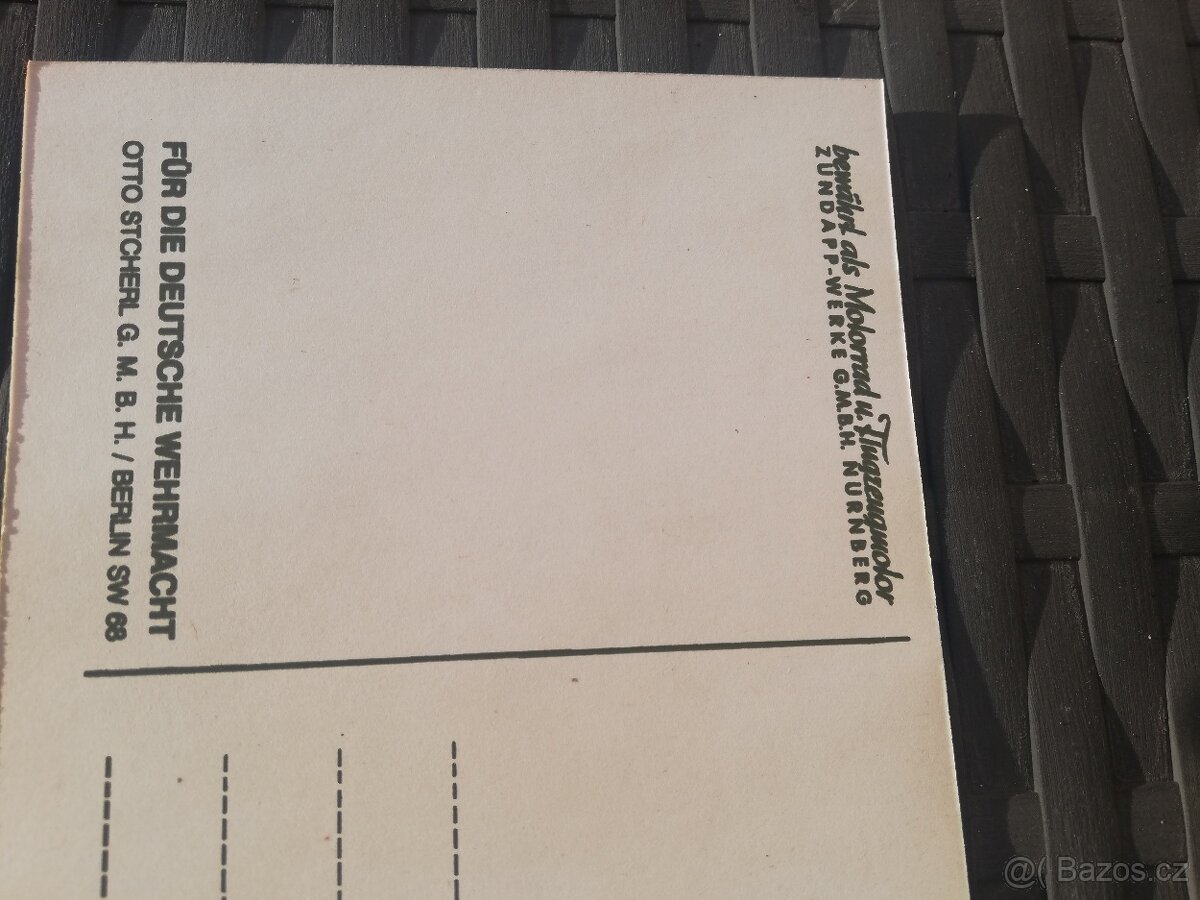 bewährt als Motorrad u. Flugzeugmotor
ZÜNDAPP-WERKE G.M.B.H. NÜRNBERG
FÜR DIE DEUTSCHE WEHRMACHT
OTTO STCHERL G. M. B. H. / BERLIN SW 68
@( Bazos.cz